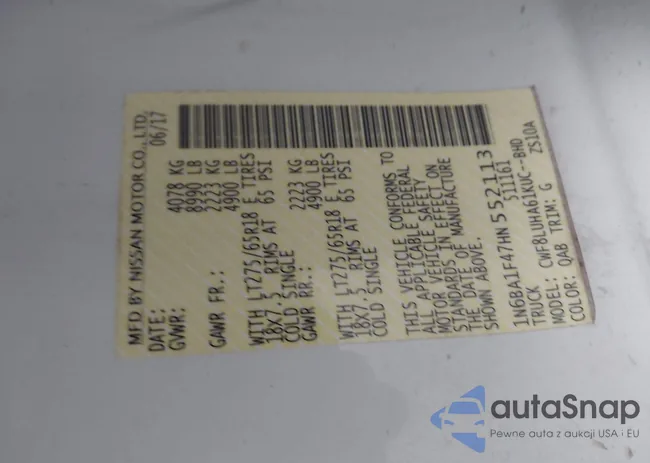 MFD BY NISSAN MOTOR CO., LTD.
DATE: 06/17
GVWR: 4078 KG
8990 LB
GAWR FR.: 2223 KG
4900 LB
WITH LT275/65R18 E TIRES
18X7.5 RIMS AT 65 PSI
COLD SINGLE
GAWR RR.: 2223 KG
4900 LB
WITH LT275/65R18 E TIRES
18X7.5 RIMS AT 65 PSI
COLD SINGLE
THIS VEHICLE CONFORMS TO
ALL APPLICABLE FEDERAL
MOTOR VEHICLE SAFETY
STANDARDS IN EFFECT ON
THE DATE OF MANUFACTURE
SHOWN ABOVE.
1N6BA1F47HN552113
TRUCK 511161
MODEL: CWF8LUHA61KUC--BHD
COLOR: QAB TRIM: G ZS10A
autaSnap
Pewne auta z aukcji USA i EU